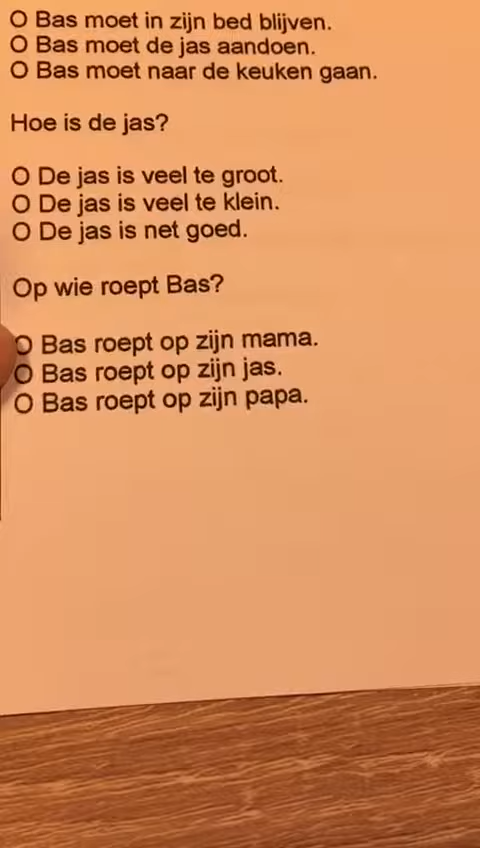 O Bas moet in zijn bed blijven.
O Bas moet de jas aandoen.
O Bas moet naar de keuken gaan.
Hoe is de jas?
O De jas is veel te groot.
O De jas is veel te klein.
O De jas is net goed.
Op wie roept Bas?
O Bas roept op zijn mama.
O Bas roept op zijn jas.
O Bas roept op zijn papa.